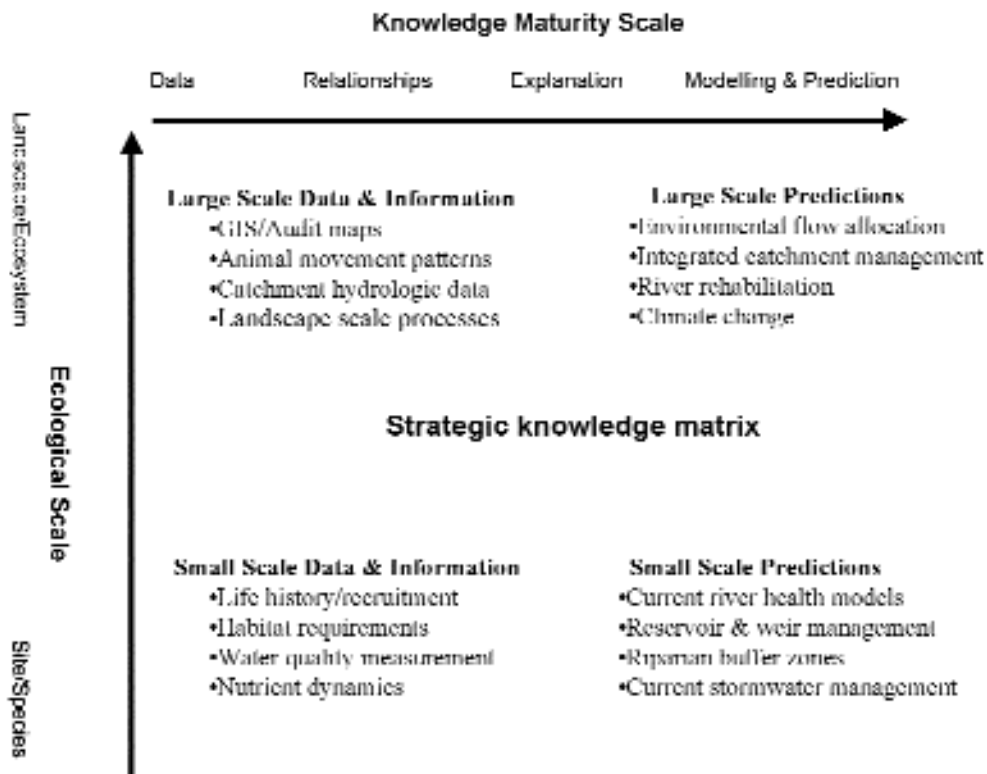 Knowledge Maturity Scale
Data Relationships Explanation Modelling & Prediction
Landscape/Ecosystem
Large Scale Data & Information
•GIS/Audit maps
•Animal movement patterns
•Catchment hydrologic data
•Landscape scale processes
Large Scale Predictions
•Environmental flow allocation
•Integrated catchment management
•River rehabilitation
•Climate change
Ecological Scale
Strategic knowledge matrix
Small Scale Data & Information
•Life history/recruitment
•Habitat requirements
•Water quality measurement
•Nutrient dynamics
Small Scale Predictions
•Current river health models
•Reservoir & weir management
•Riparian buffer zones
•Current stormwater management
Site/Species